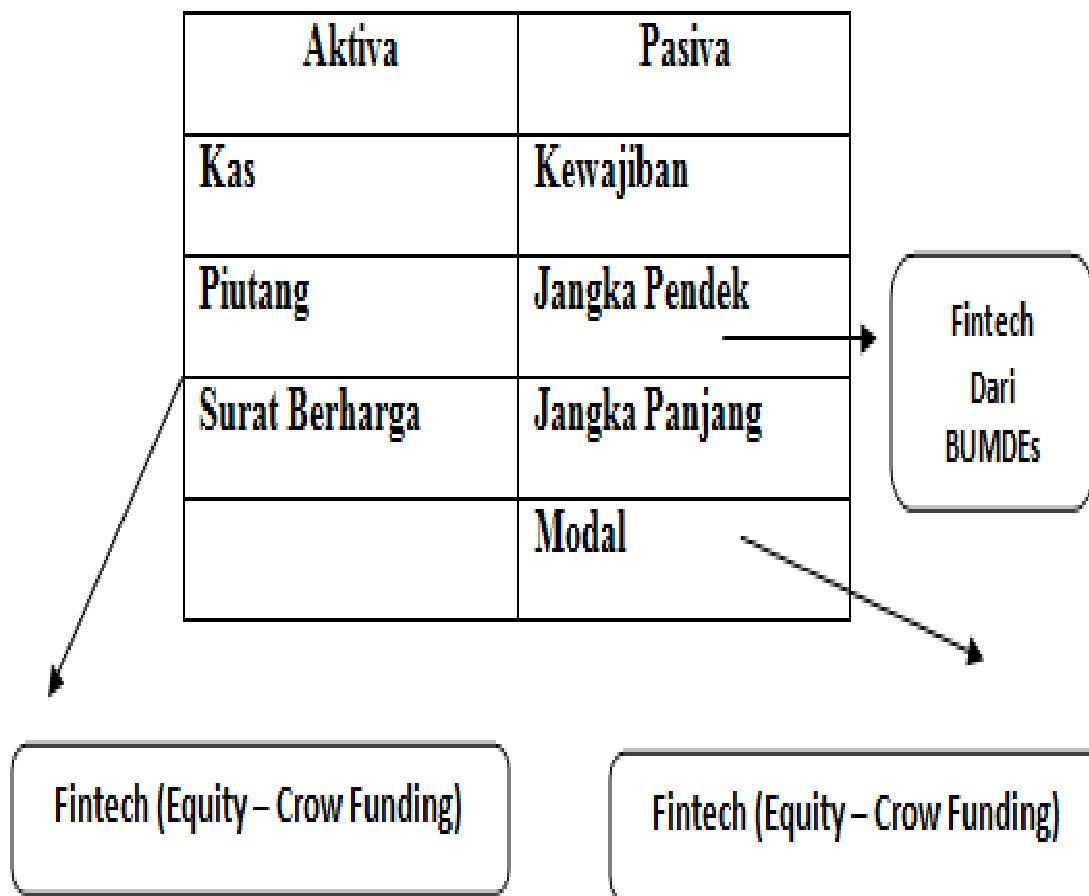 Aktiva
Pasiva
Kas
Kewajiban
Piutang
Jangka Pendek
Surat Berharga
Jangka Panjang
Modal
Fintech
Dari
BUMDEs
Fintech (Equity – Crow Funding)
Fintech (Equity – Crow Funding)